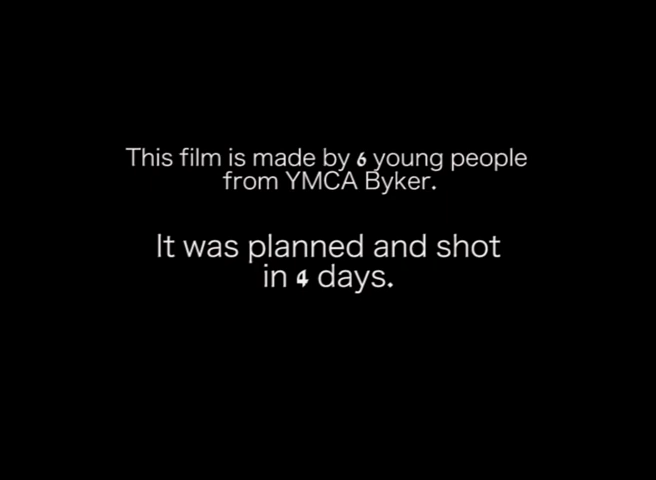 This film is made by 6 young people
from YMCA Byker.
It was planned and shot
in 4 days.